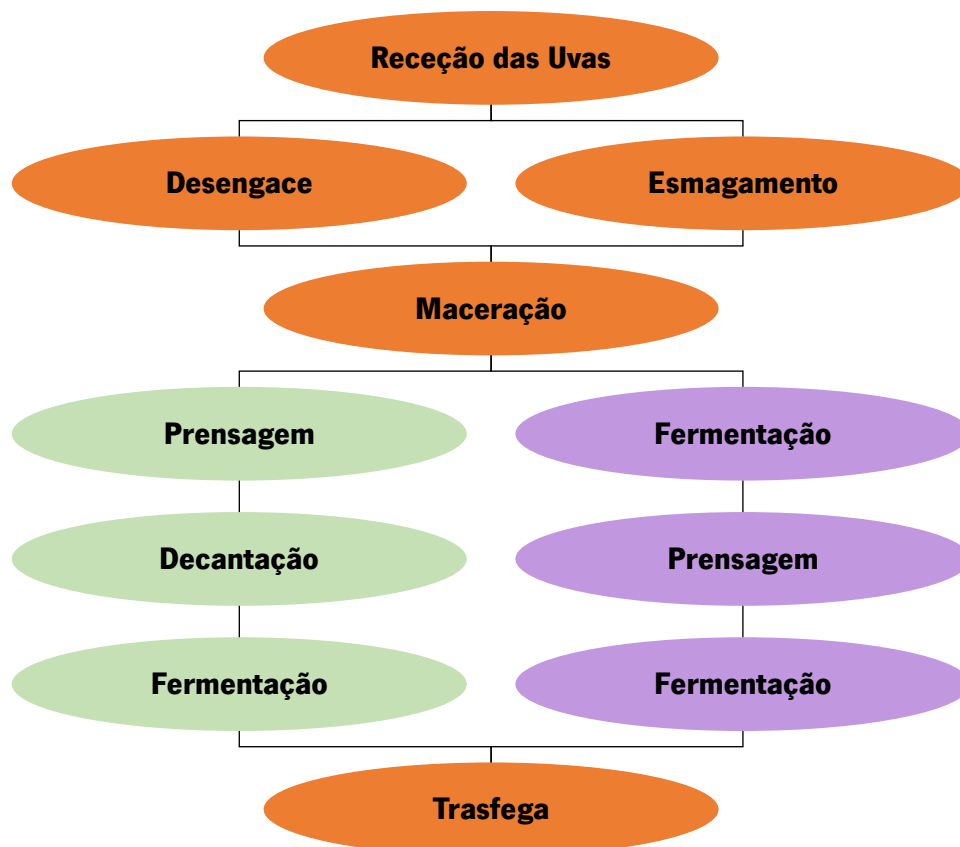 Receção das Uvas
Desengace
Esmagamento
Maceração
Prensagem
Fermentação
Decantação
Prensagem
Fermentação
Fermentação
Trasfega